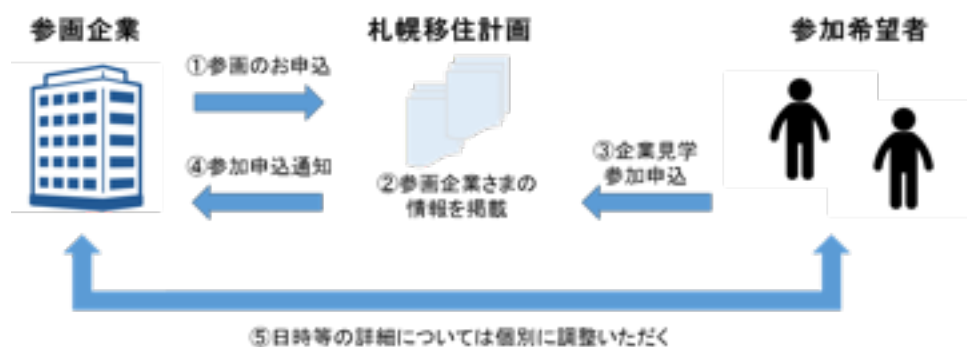 参画企業
札幌移住計画
参加希望者
①参画のお申込
④参加申込通知
②参画企業さまの
情報を掲載
③企業見学
参加申込
⑤日時等の詳細については個別に調整いただく